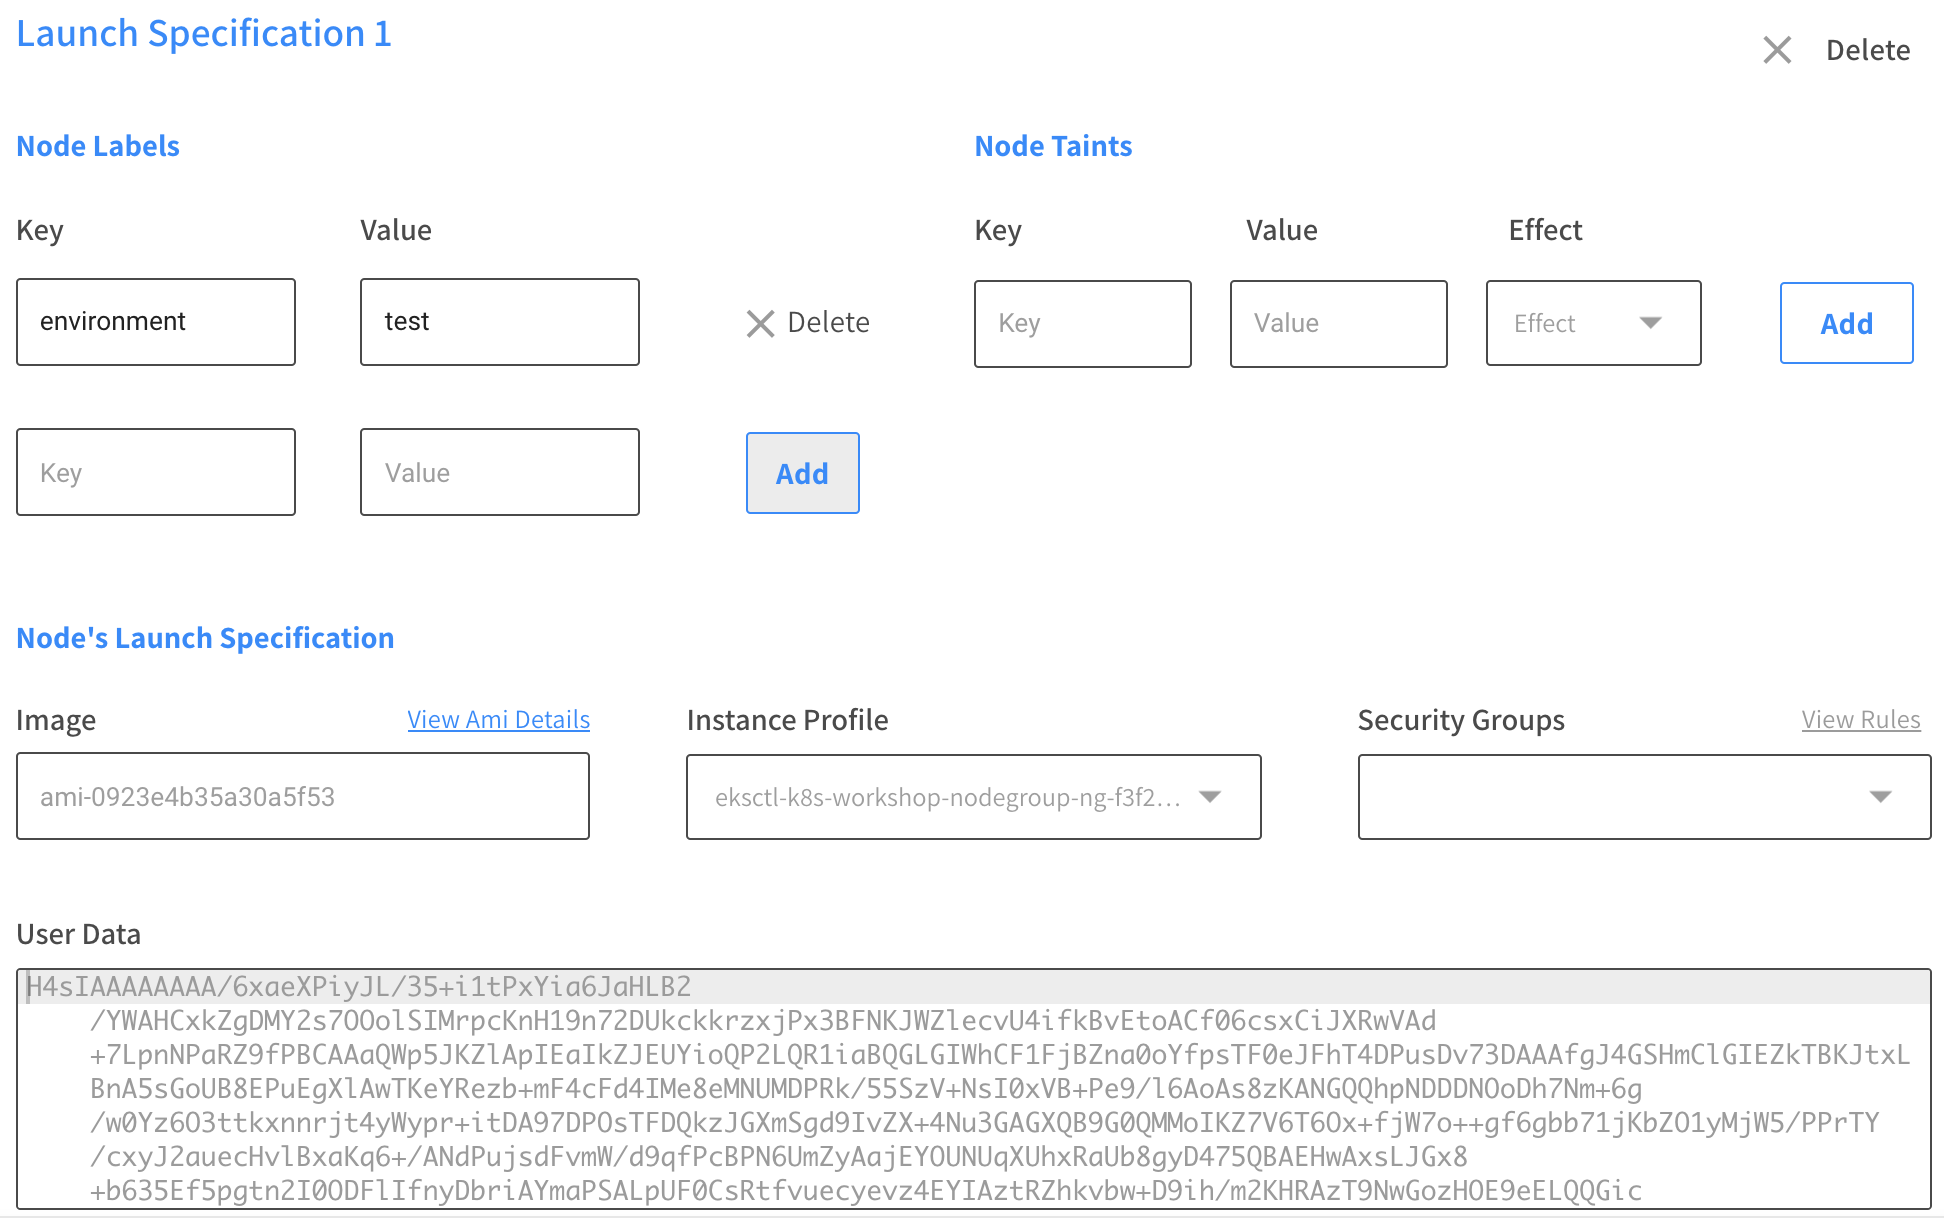 Launch Specification 1
Delete
Node Labels
Node Taints
Key Value
Key Value Effect
environment test Delete
Key Value Effect Add
Key Value Add
Node's Launch Specification
Image View Ami Details Instance Profile Security Groups View Rules
ami-0923e4b35a30a5f53 eksctl-k8s-workshop-nodegroup-ng-f3f2...
User Data
H4sIAAAAAAAA/6xaeXPiyJL/35+i1tPxYia6JaHLB2
/YWAHCxkZgDMY2s7OOolSIMrpcKnH19n72DUkckkrzxjPx3BFNKJWZlecvU4ifkBvEtoACf06csxCiJXRwVAd
+7LpnNPaRZ9fPBCAAaQWp5JKZlApIEaIkZJEUYioQP2LQR1iaBQGLGIWhCF1FjBZna0oYfpsTF0eJFhT4DPusDv73DAAAfgJ4GSHmClGIEZkTBKJtxL
BnA5sGoUB8EPuEgXlAwTKeYRezb+mF4cFd4IMe8eMNUMDPRk/55SzV+NsI0xVB+Pe9/l6AoAs8zKANGQQhpNDDDNOoDh7Nm+6g
/w0Yz6O3ttkxnnrjt4yWypr+itDA97DPOsTFDQkzJGXmSgd9IvZX+4Nu3GAGXQB9G0QMMoIKZ7V6T6Ox+fjW7o++gf6gbb71jKbZO1yMjW5/PPrTY
/cxyJ2auecHvlBxaKq6+/ANdPujsdFvmW/d9qfPcBPN6UmZyAajEYOUNUqXUhxRaUb8gyD475QBAEHwAxsLJGx8
+b635Ef5pgtn2I0ODFlIfnyDbriAYmaPSALpUF0CsRtfvuecyevz4EYIAztRZhkvbw+D9ih/m2KHRAzT9NwGozHOE9eELQQGic